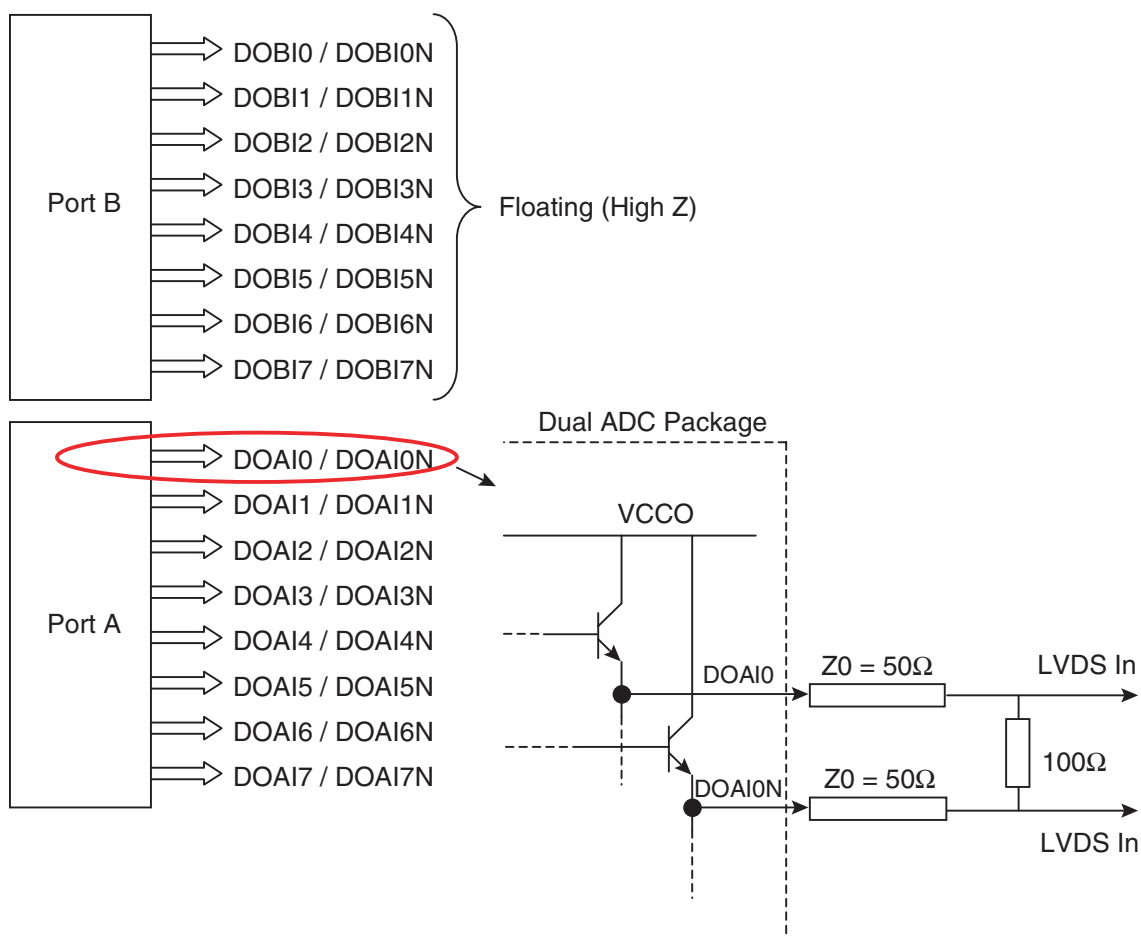 Port B
DOBI0 / DOBI0N
DOBI1 / DOBI1N
DOBI2 / DOBI2N
DOBI3 / DOBI3N
DOBI4 / DOBI4N
DOBI5 / DOBI5N
DOBI6 / DOBI6N
DOBI7 / DOBI7N
Floating (High Z)
Port A
DOAI0 / DOAI0N
DOAI1 / DOAI1N
DOAI2 / DOAI2N
DOAI3 / DOAI3N
DOAI4 / DOAI4N
DOAI5 / DOAI5N
DOAI6 / DOAI6N
DOAI7 / DOAI7N
Dual ADC Package
VCCO
DOAI0
Z0 = 50Ω
LVDS In
100Ω
DOAI0N
Z0 = 50Ω
LVDS In